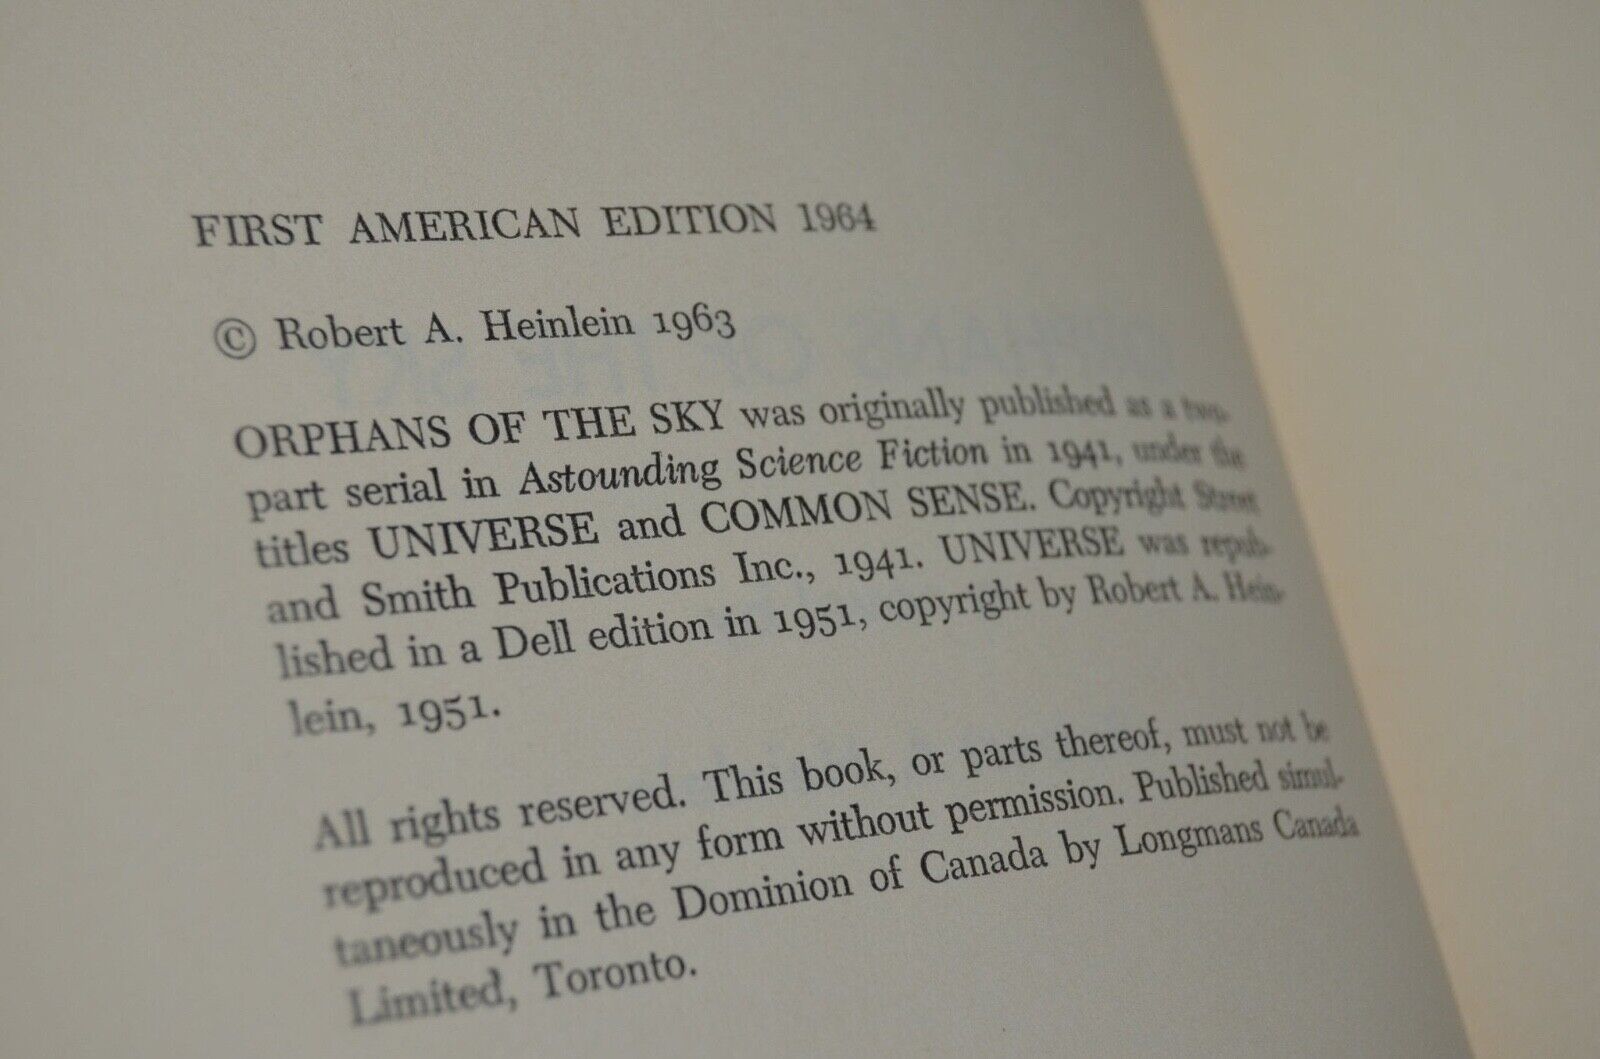 FIRST AMERICAN EDITION 1964
© Robert A. Heinlein 1963
ORPHANS OF THE SKY was originally published as a two-
part serial in Astounding Science Fiction in 1941, under the
titles UNIVERSE and COMMON SENSE. Copyright Street
and Smith Publications Inc., 1941. UNIVERSE was repub-
lished in a Dell edition in 1951, copyright by Robert A. Hein-
lein, 1951.
All rights reserved. This book, or parts thereof, must not be
reproduced in any form without permission. Published simul-
taneously in the Dominion of Canada by Longmans Canada
Limited, Toronto.